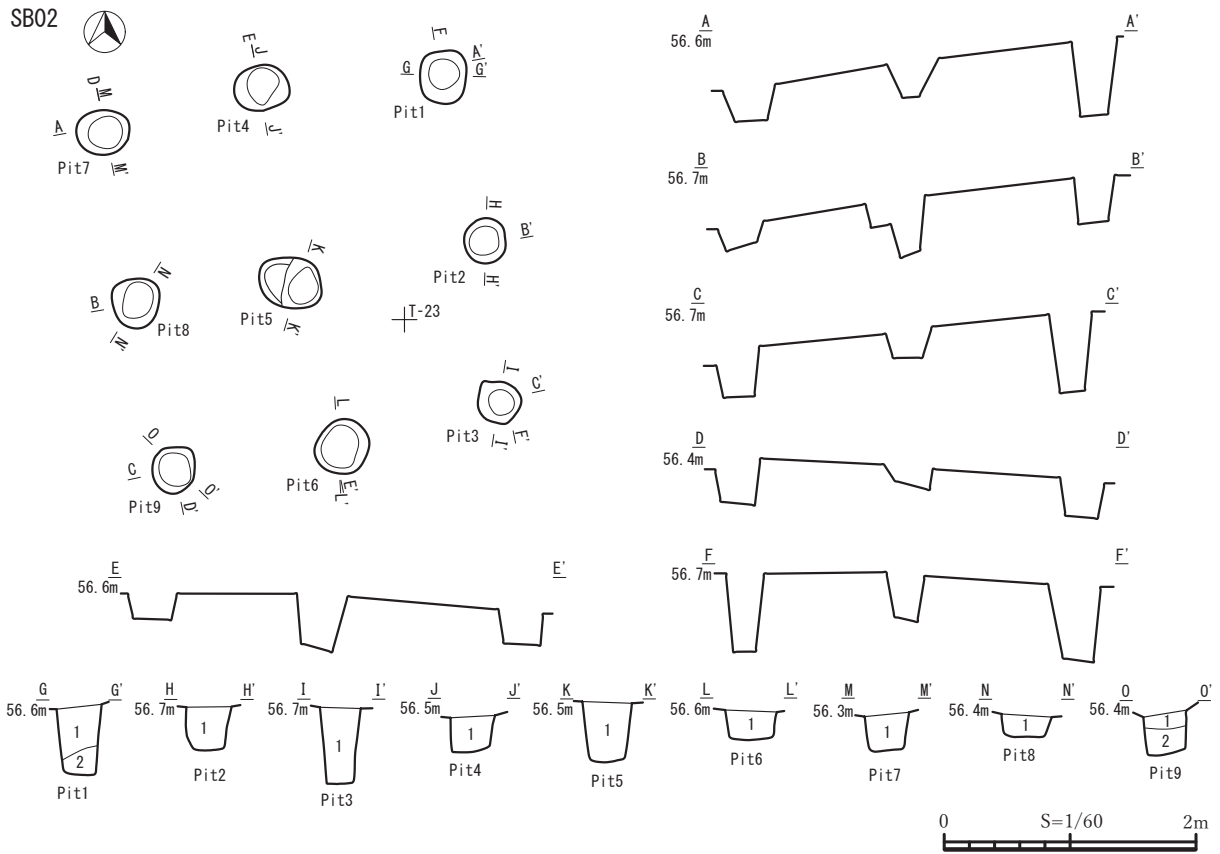 SB02
E J
F
G A'
G'
Pit1
D M
A
Pit7
M'
Pit4
J'
H
B'
Pit2
H'
K
Pit5
K'
N
B
Pit8
N'
T-23
I
C'
Pit3
I' F'
L
Pit6
E'
L'
O
C
Pit9
D'
O'
A
56.6m
A'
B
56.7m
B'
C
56.7m
C'
D
56.4m
D'
E
56.6m
E'
F
56.7m
F'
G
56.6m
G'
1
2
Pit1
H
56.7m
H'
1
Pit2
I
56.7m
I'
1
Pit3
J
56.5m
J'
1
Pit4
K
56.5m
K'
1
Pit5
L
56.6m
L'
1
Pit6
M
56.3m
M'
1
Pit7
N
56.4m
N'
1
Pit8
O
56.4m
O'
1
2
Pit9
0 S=1/60 2m